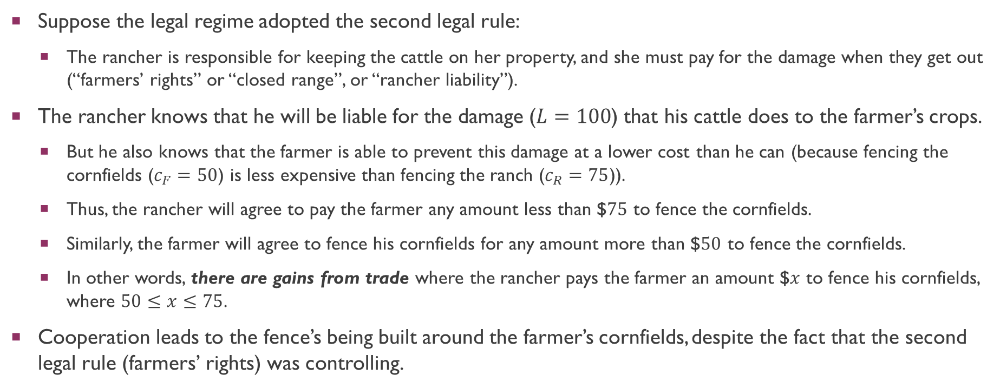 ▪ Suppose the legal regime adopted the second legal rule:
▪ The rancher is responsible for keeping the cattle on her property, and she must pay for the damage when they get out
(“farmers’ rights” or “closed range”, or “rancher liability”).
▪ The rancher knows that he will be liable for the damage (L = 100) that his cattle does to the farmer’s crops.
▪ But he also knows that the farmer is able to prevent this damage at a lower cost than he can (because fencing the
cornfields (c_F = 50) is less expensive than fencing the ranch (c_R = 75)).
▪ Thus, the rancher will agree to pay the farmer any amount less than $75 to fence the cornfields.
▪ Similarly, the farmer will agree to fence his cornfields for any amount more than $50 to fence the cornfields.
▪ In other words, there are gains from trade where the rancher pays the farmer an amount $x to fence his cornfields,
where 50 ≤ x ≤ 75.
▪ Cooperation leads to the fence’s being built around the farmer’s cornfields, despite the fact that the second
legal rule (farmers’ rights) was controlling.